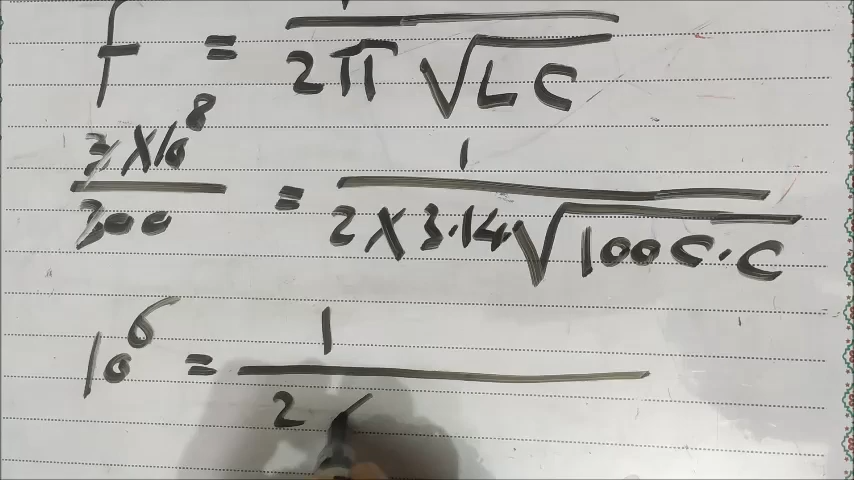 f = 1 / 2π √LC
3 X 10^8 / 300 = 1 / 2 X 3.14 √100C.C
10^6 = 1 / 2